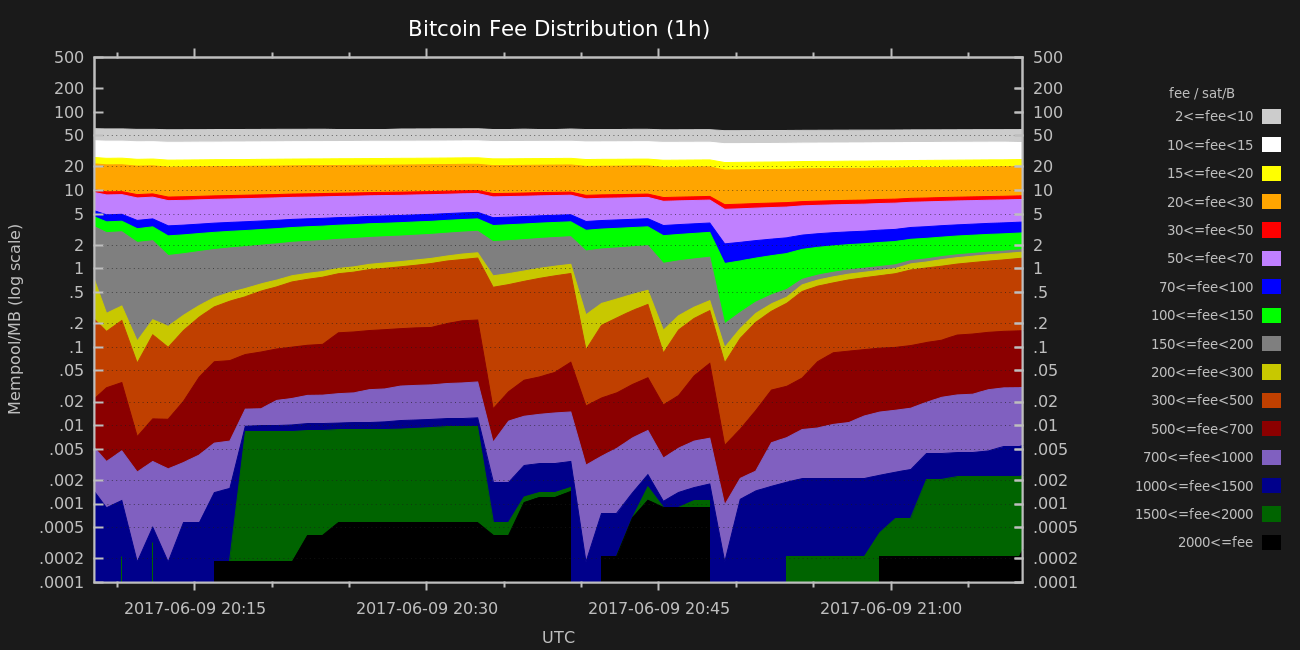 Bitcoin Fee Distribution (1h)
500 500
200 200
100 100
50 50
20 20
10 10
5 5
2 2
1 1
.5 .5
.2 .2
.1 .1
.05 .05
.02 .02
.01 .01
.005 .005
.002 .002
.001 .001
.0005 .0005
.0002 .0002
.0001 .0001
Mempool/MB (log scale)
2017-06-09 20:15 2017-06-09 20:30 2017-06-09 20:45 2017-06-09 21:00
UTC
fee / sat/B
2<=fee<10
10<=fee<15
15<=fee<20
20<=fee<30
30<=fee<50
50<=fee<70
70<=fee<100
100<=fee<150
150<=fee<200
200<=fee<300
300<=fee<500
500<=fee<700
700<=fee<1000
1000<=fee<1500
1500<=fee<2000
2000<=fee